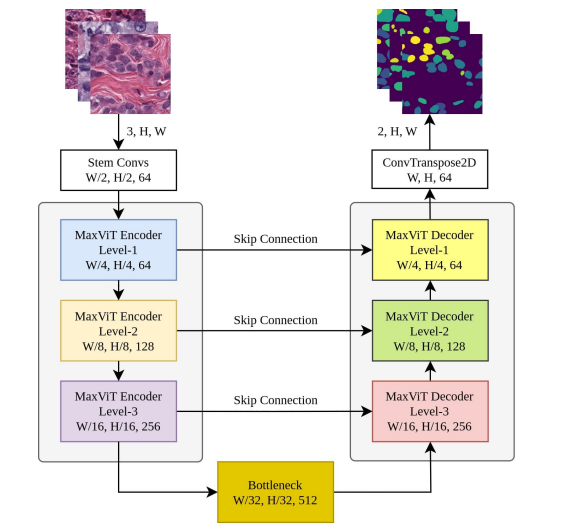 3, H, W
2, H, W
Stem Convs
W/2, H/2, 64
ConvTranspose2D
W, H, 64
MaxViT Encoder
Level-1
W/4, H/4, 64
Skip Connection
MaxViT Decoder
Level-1
W/4, H/4, 64
MaxViT Encoder
Level-2
W/8, H/8, 128
Skip Connection
MaxViT Decoder
Level-2
W/8, H/8, 128
MaxViT Encoder
Level-3
W/16, H/16, 256
Skip Connection
MaxViT Decoder
Level-3
W/16, H/16, 256
Bottleneck
W/32, H/32, 512